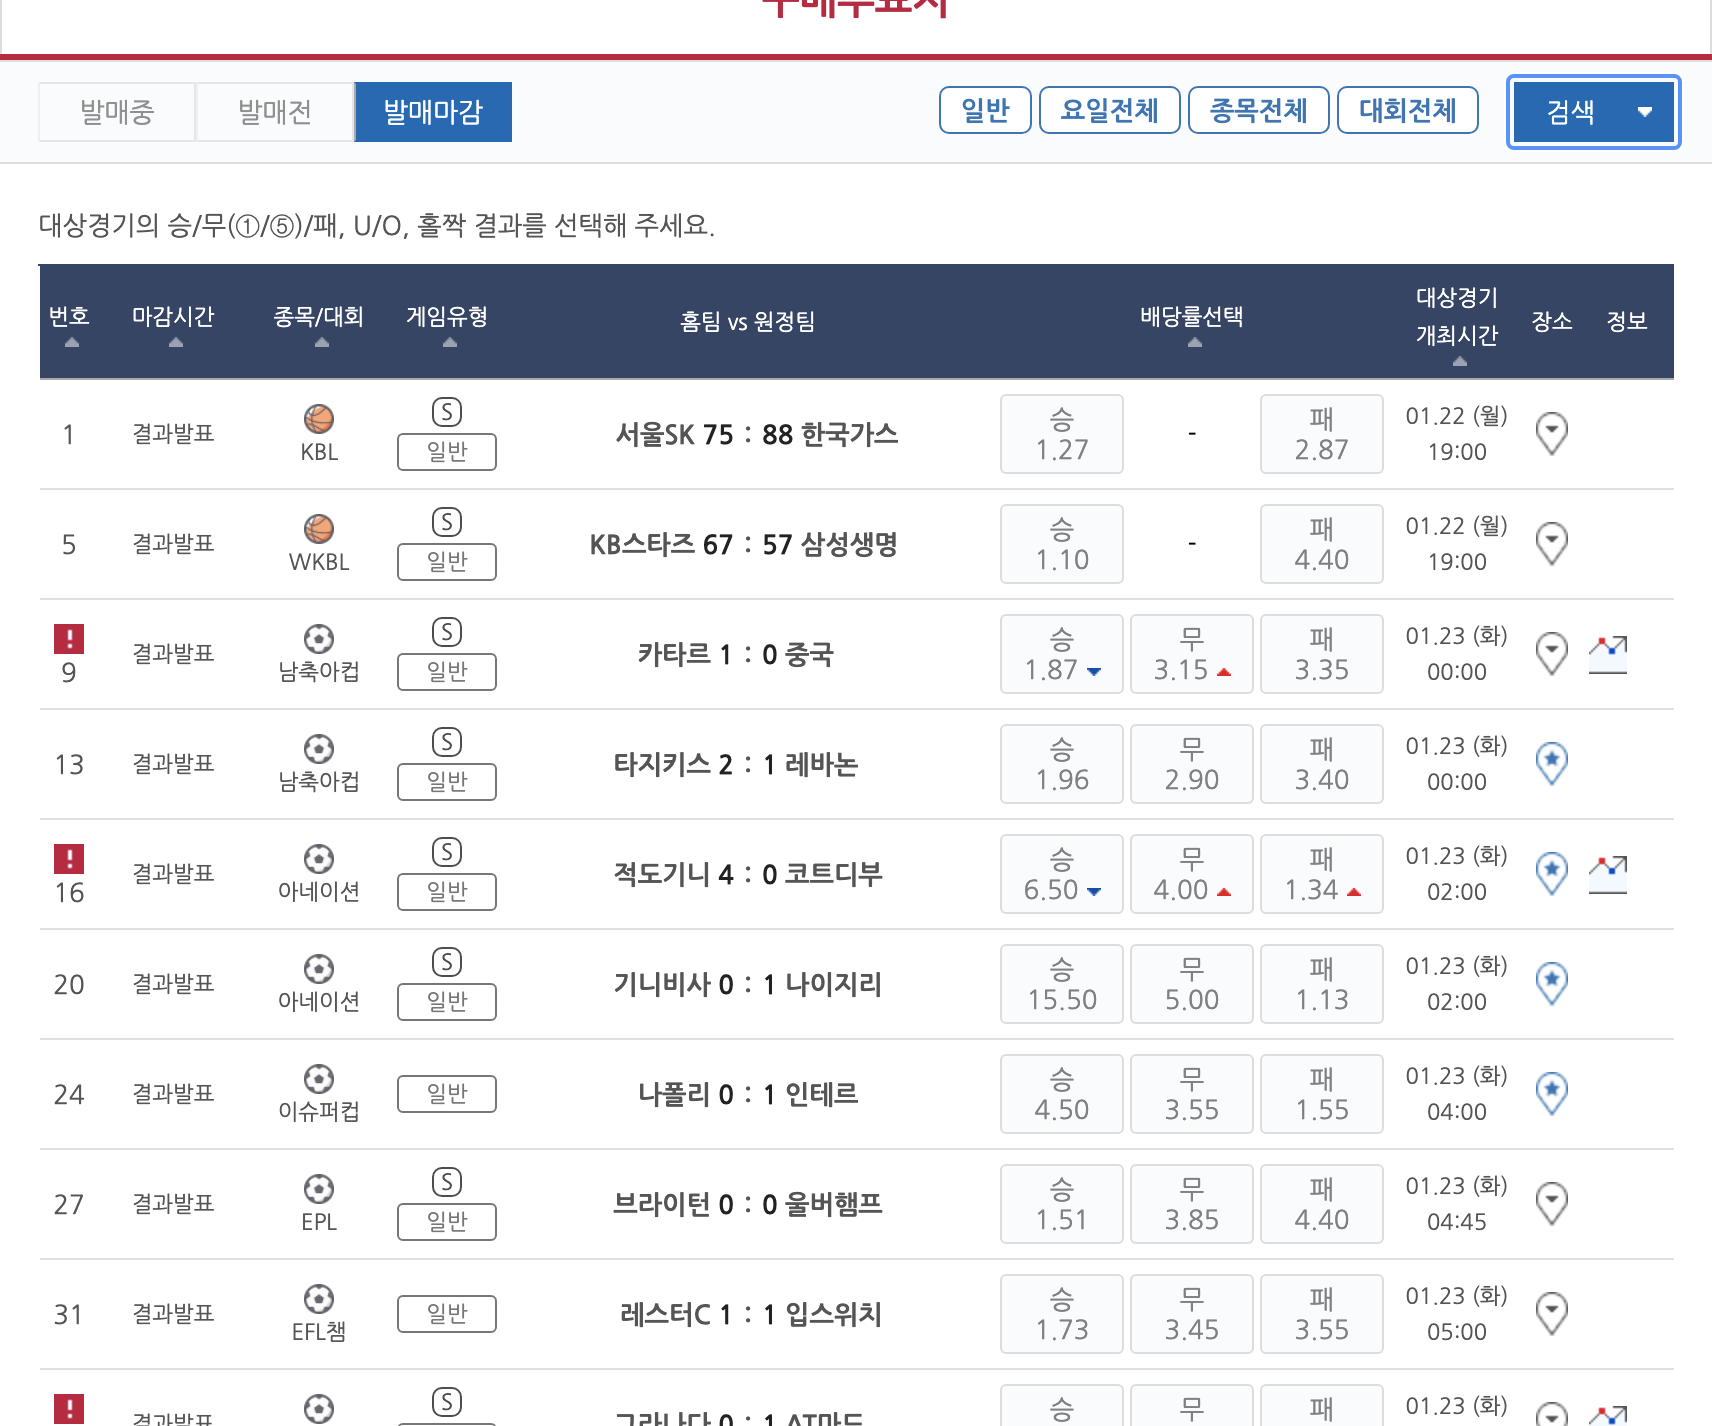 구매투표지
발매중 발매전 발매마감 일반 요일전체 종목전체 대회전체 검색
대상경기의 승/무(①/⑤)/패, U/O, 홀짝 결과를 선택해 주세요.
번호 마감시간 종목/대회 게임유형 홈팀 vs 원정팀 배당률선택 대상경기 개최시간 장소 정보
1 결과발표 KBL S 일반 서울SK 75 : 88 한국가스 승 1.27 - 패 2.87 01.22 (월) 19:00
5 결과발표 WKBL S 일반 KB스타즈 67 : 57 삼성생명 승 1.10 - 패 4.40 01.22 (월) 19:00
! 9 결과발표 남축아컵 S 일반 카타르 1 : 0 중국 승 1.87 무 3.15 패 3.35 01.23 (화) 00:00
13 결과발표 남축아컵 S 일반 타지키스 2 : 1 레바논 승 1.96 무 2.90 패 3.40 01.23 (화) 00:00
! 16 결과발표 아네이션 S 일반 적도기니 4 : 0 코트디부 승 6.50 무 4.00 패 1.34 01.23 (화) 02:00
20 결과발표 아네이션 S 일반 기니비사 0 : 1 나이지리 승 15.50 무 5.00 패 1.13 01.23 (화) 02:00
24 결과발표 이슈퍼컵 일반 나폴리 0 : 1 인테르 승 4.50 무 3.55 패 1.55 01.23 (화) 04:00
27 결과발표 EPL S 일반 브라이턴 0 : 0 울버햄프 승 1.51 무 3.85 패 4.40 01.23 (화) 04:45
31 결과발표 EFL챔 일반 레스터C 1 : 1 입스위치 승 1.73 무 3.45 패 3.55 01.23 (화) 05:00
! 결과발표 S 그라나다 0 : 1 AT마드 승 무 패 01.23 (화)